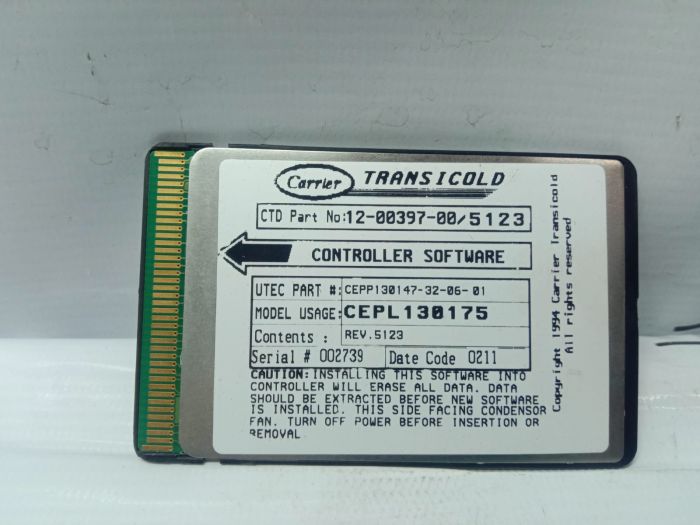 Carrier TRANSICOLD
CTD Part No:12-00397-00/5123
CONTROLLER SOFTWARE
UTEC PART #: CEPP130147-32-06-01
MODEL USAGE: CEPL130175
Contents : REV.5123
Serial # 002739 Date Code 0211
CAUTION: INSTALLING THIS SOFTWARE INTO
CONTROLLER WILL ERASE ALL DATA. DATA
SHOULD BE EXTRACTED BEFORE NEW SOFTWARE
IS INSTALLED. THIS SIDE FACING CONDENSOR
FAN. TURN OFF POWER BEFORE INSERTION OR
REMOVAL
Copyright 1994 Carrier Transicold
All rights reserved